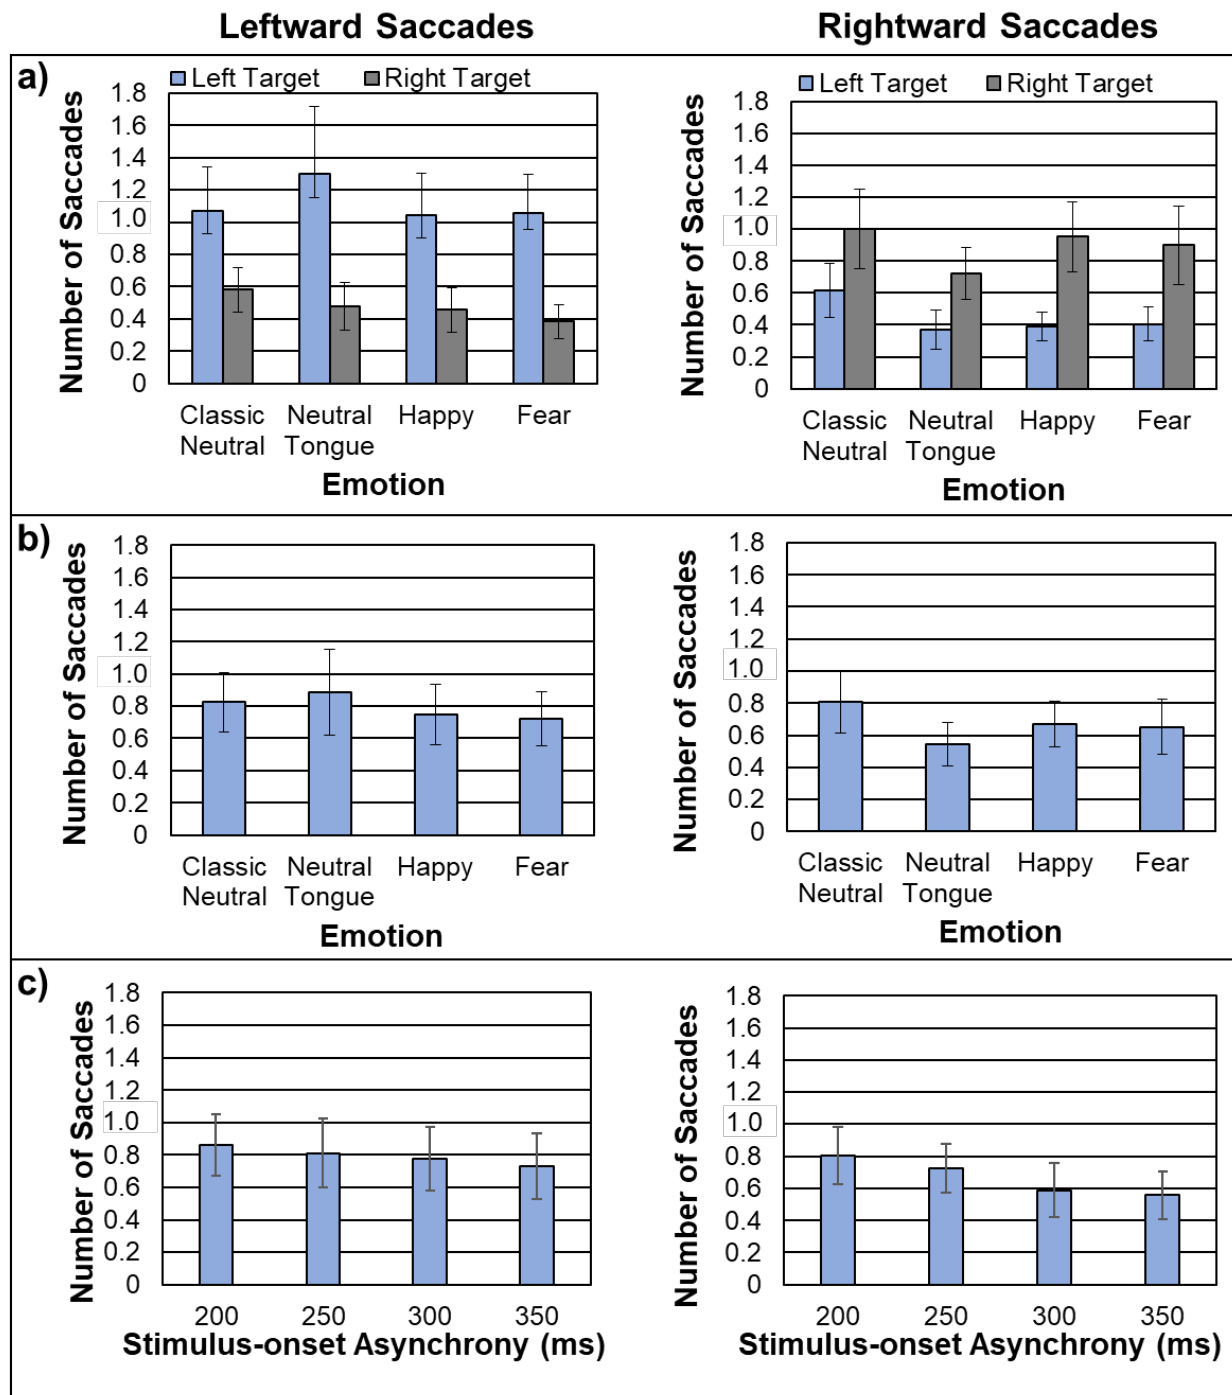 Leftward Saccades
Rightward Saccades
a)
Left Target
Right Target
Number of Saccades
1.8
1.6
1.4
1.2
1.0
0.8
0.6
0.4
0.2
0
Classic Neutral
Neutral Tongue
Happy
Fear
Emotion
Left Target
Right Target
Number of Saccades
1.8
1.6
1.4
1.2
1.0
0.8
0.6
0.4
0.2
0
Classic Neutral
Neutral Tongue
Happy
Fear
Emotion
b)
Number of Saccades
1.8
1.6
1.4
1.2
1.0
0.8
0.6
0.4
0.2
0
Classic Neutral
Neutral Tongue
Happy
Fear
Emotion
Number of Saccades
1.8
1.6
1.4
1.2
1.0
0.8
0.6
0.4
0.2
0
Classic Neutral
Neutral Tongue
Happy
Fear
Emotion
c)
Number of Saccades
1.8
1.6
1.4
1.2
1.0
0.8
0.6
0.4
0.2
0
200
250
300
350
Stimulus-onset Asynchrony (ms)
Number of Saccades
1.8
1.6
1.4
1.2
1.0
0.8
0.6
0.4
0.2
0
200
250
300
350
Stimulus-onset Asynchrony (ms)